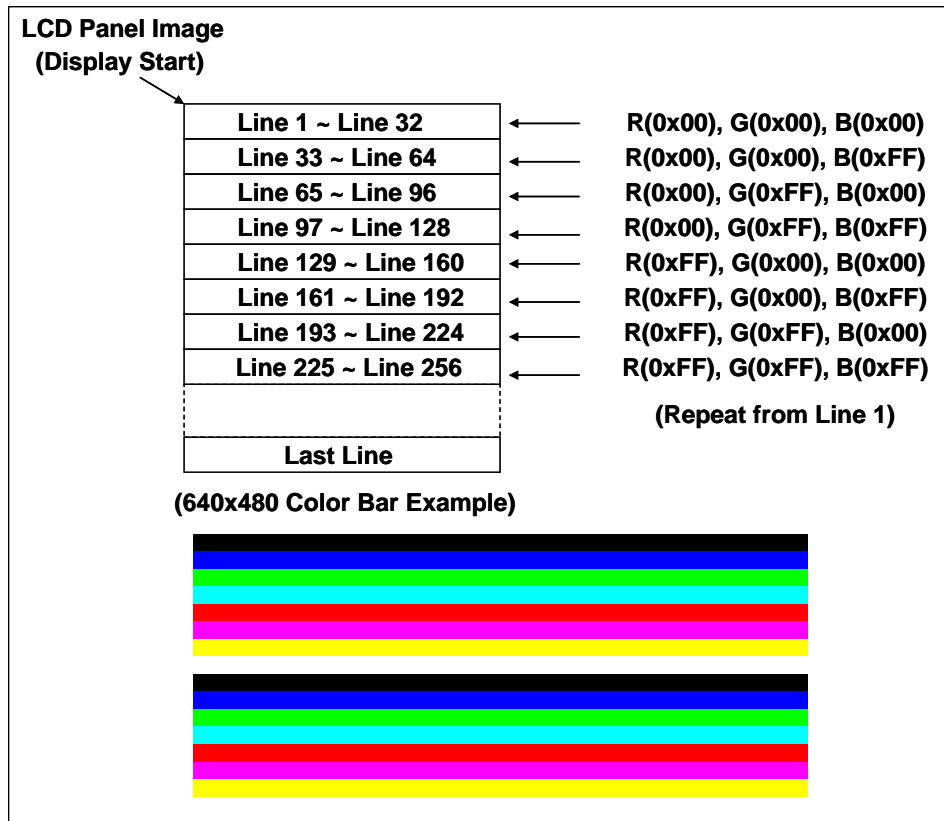 LCD Panel Image
(Display Start)
Line 1 ~ Line 32 R(0x00), G(0x00), B(0x00)
Line 33 ~ Line 64 R(0x00), G(0x00), B(0xFF)
Line 65 ~ Line 96 R(0x00), G(0xFF), B(0x00)
Line 97 ~ Line 128 R(0x00), G(0xFF), B(0xFF)
Line 129 ~ Line 160 R(0xFF), G(0x00), B(0x00)
Line 161 ~ Line 192 R(0xFF), G(0x00), B(0xFF)
Line 193 ~ Line 224 R(0xFF), G(0xFF), B(0x00)
Line 225 ~ Line 256 R(0xFF), G(0xFF), B(0xFF)
(Repeat from Line 1)
Last Line
(640x480 Color Bar Example)